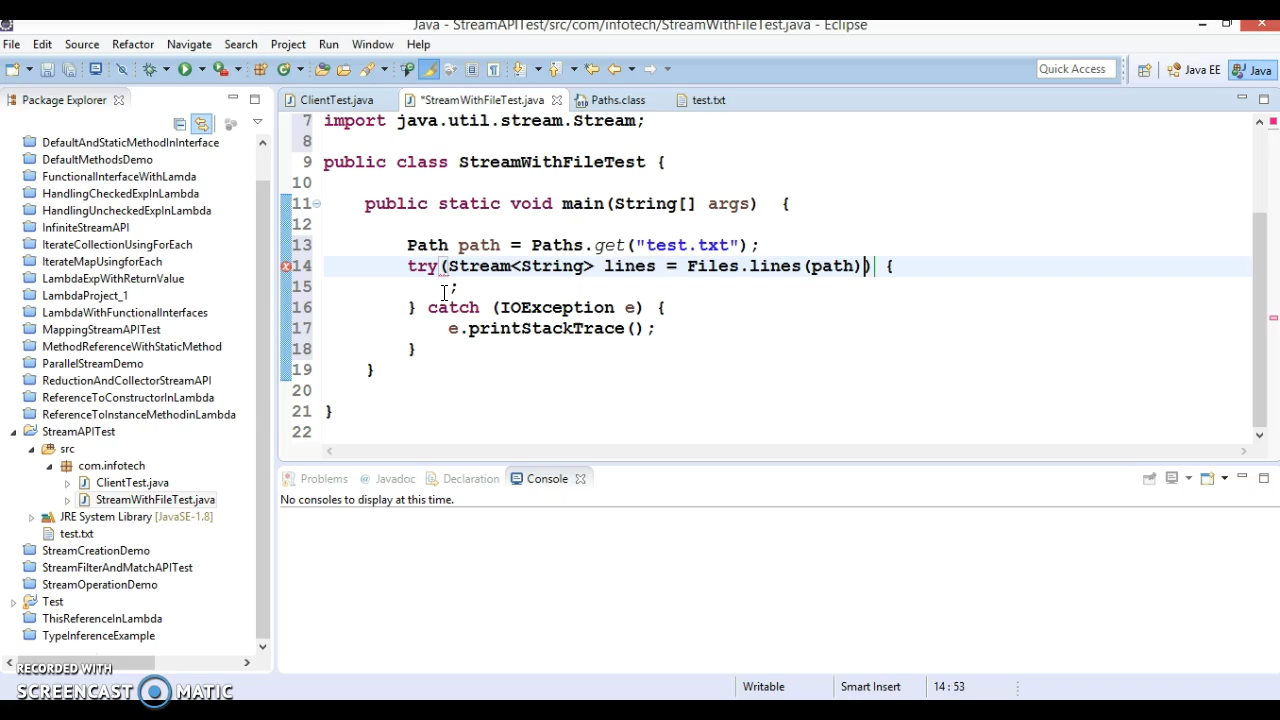 Java - StreamAPITest/src/com/infotech/StreamWithFileTest.java - Eclipse
File Edit Source Refactor Navigate Search Project Run Window Help
Quick Access Java EE Java
Package Explorer ClientTest.java *StreamWithFileTest.java Paths.class test.txt
DefaultAndStaticMethodInInterface
DefaultMethodsDemo
FunctionalInterfaceWithLamda
HandlingCheckedExpInLambda
HandlingUncheckedExpInLambda
InfiniteStreamAPI
IterateCollectionUsingForEach
IterateMapUsingforEach
LambdaExpWithReturnValue
LambdaProject_1
LambdaWithFunctionalInterfaces
MappingStreamAPITest
MethodReferenceWithStaticMethod
ParallelStreamDemo
ReductionAndCollectorStreamAPI
ReferenceToConstructorInLambda
ReferenceToInstanceMethodinLambda
StreamAPITest
src
com.infotech
ClientTest.java
StreamWithFileTest.java
JRE System Library [JavaSE-1.8]
test.txt
StreamCreationDemo
StreamFilterAndMatchAPITest
StreamOperationDemo
Test
ThisReferenceInLambda
TypeInferenceExample
7 import java.util.stream.Stream;
8
9 public class StreamWithFileTest {
10
11 public static void main(String[] args)  {
12
13 Path path = Paths.get("test.txt");
14 try(Stream<String> lines = Files.lines(path)) {
;
16 } catch (IOException e) {
17 e.printStackTrace();
18 }
19 }
20
21 }
22
Problems @ Javadoc Declaration Console
No consoles to display at this time.
Writable Smart Insert 14 : 53
RECORDED WITH
SCREENCAST MATIC